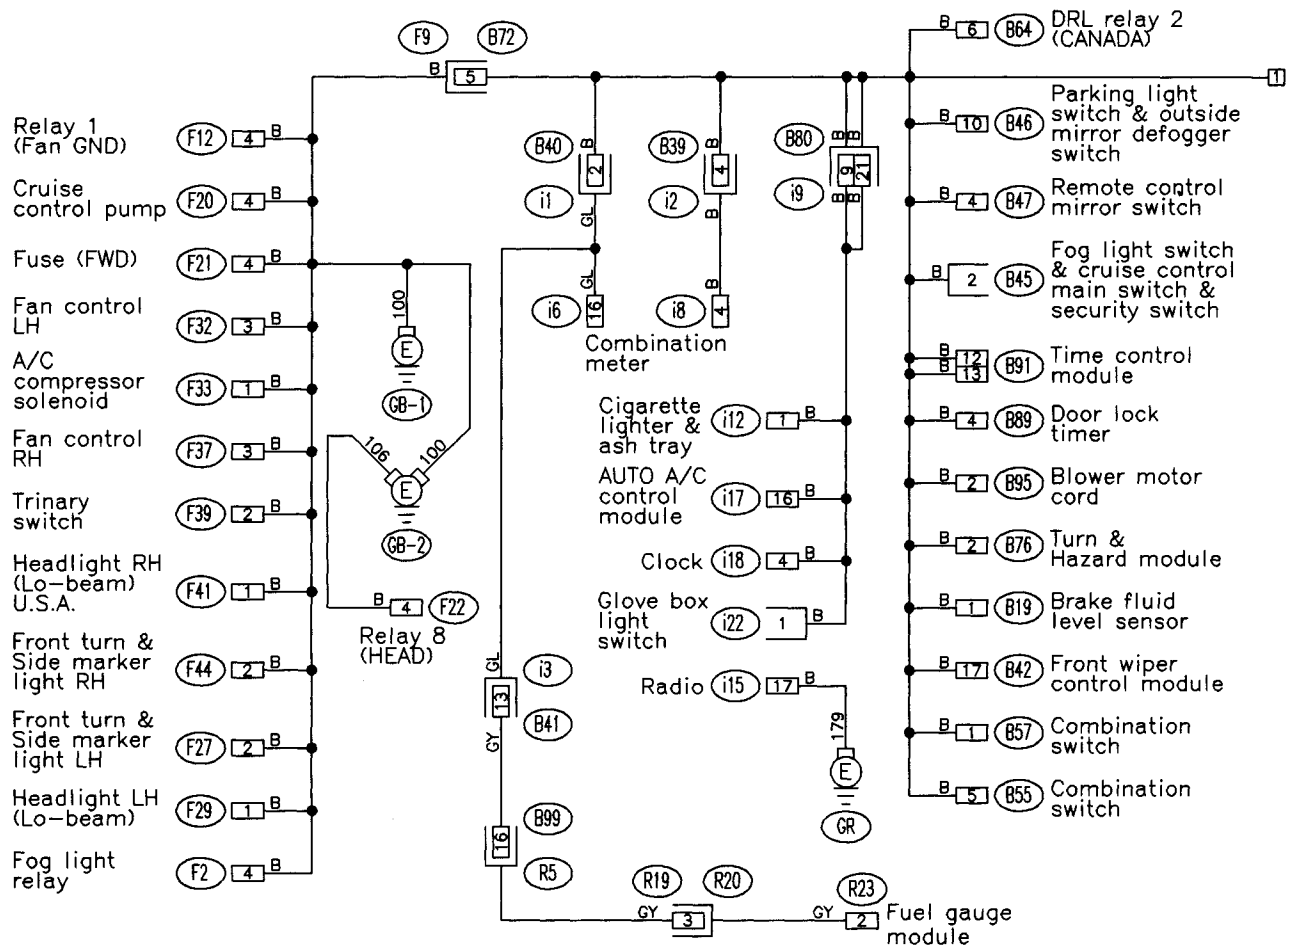 F9 B72
B 5
B 6 B64 DRL relay 2
(CANADA)
1
Relay 1
(Fan GND)
F12 4 B
Cruise
control pump
F20 4 B
Fuse (FWD)
F21 4 B
Fan control
LH
F32 3 B
A/C
compressor
solenoid
F33 1 B
Fan control
RH
F37 3 B
Trinary
switch
F39 2 B
Headlight RH
(Lo-beam)
U.S.A.
F41 1 B
Front turn &
Side marker
light RH
F44 2 B
Front turn &
Side marker
light LH
F27 2 B
Headlight LH
(Lo-beam)
F29 1 B
Fog light
relay
F2 4 B
100
E
GB-1
106 100
E
GB-2
B 4 F22
Relay 8
(HEAD)
B40 B 2
i1 GL
GL
i6 16
B39 B 4
i2 B
B
i8 4
Combination
meter
B80 B B
9 21
i9 B B
Cigarette
lighter &
ash tray
i12 1 B
AUTO A/C
control
module
i17 16 B
Clock i18 4 B
Glove box
light
switch
i22 1 B
Radio i15 17 B
179
E
GR
GL
i3
13
B41
GY
B99
16
R5
R19 R20
GY 3
R23
GY 2
Fuel gauge
module
B 10 B46
Parking light
switch & outside
mirror defogger
switch
B 4 B47
Remote control
mirror switch
B 2 B45
Fog light switch
& cruise control
main switch &
security switch
B 12
B 13
B91
Time control
module
B 4 B89
Door lock
timer
B 2 B95
Blower motor
cord
B 2 B76
Turn &
Hazard module
B 1 B19
Brake fluid
level sensor
B 17 B42
Front wiper
control module
B 1 B57
Combination
switch
B 5 B55
Combination
switch